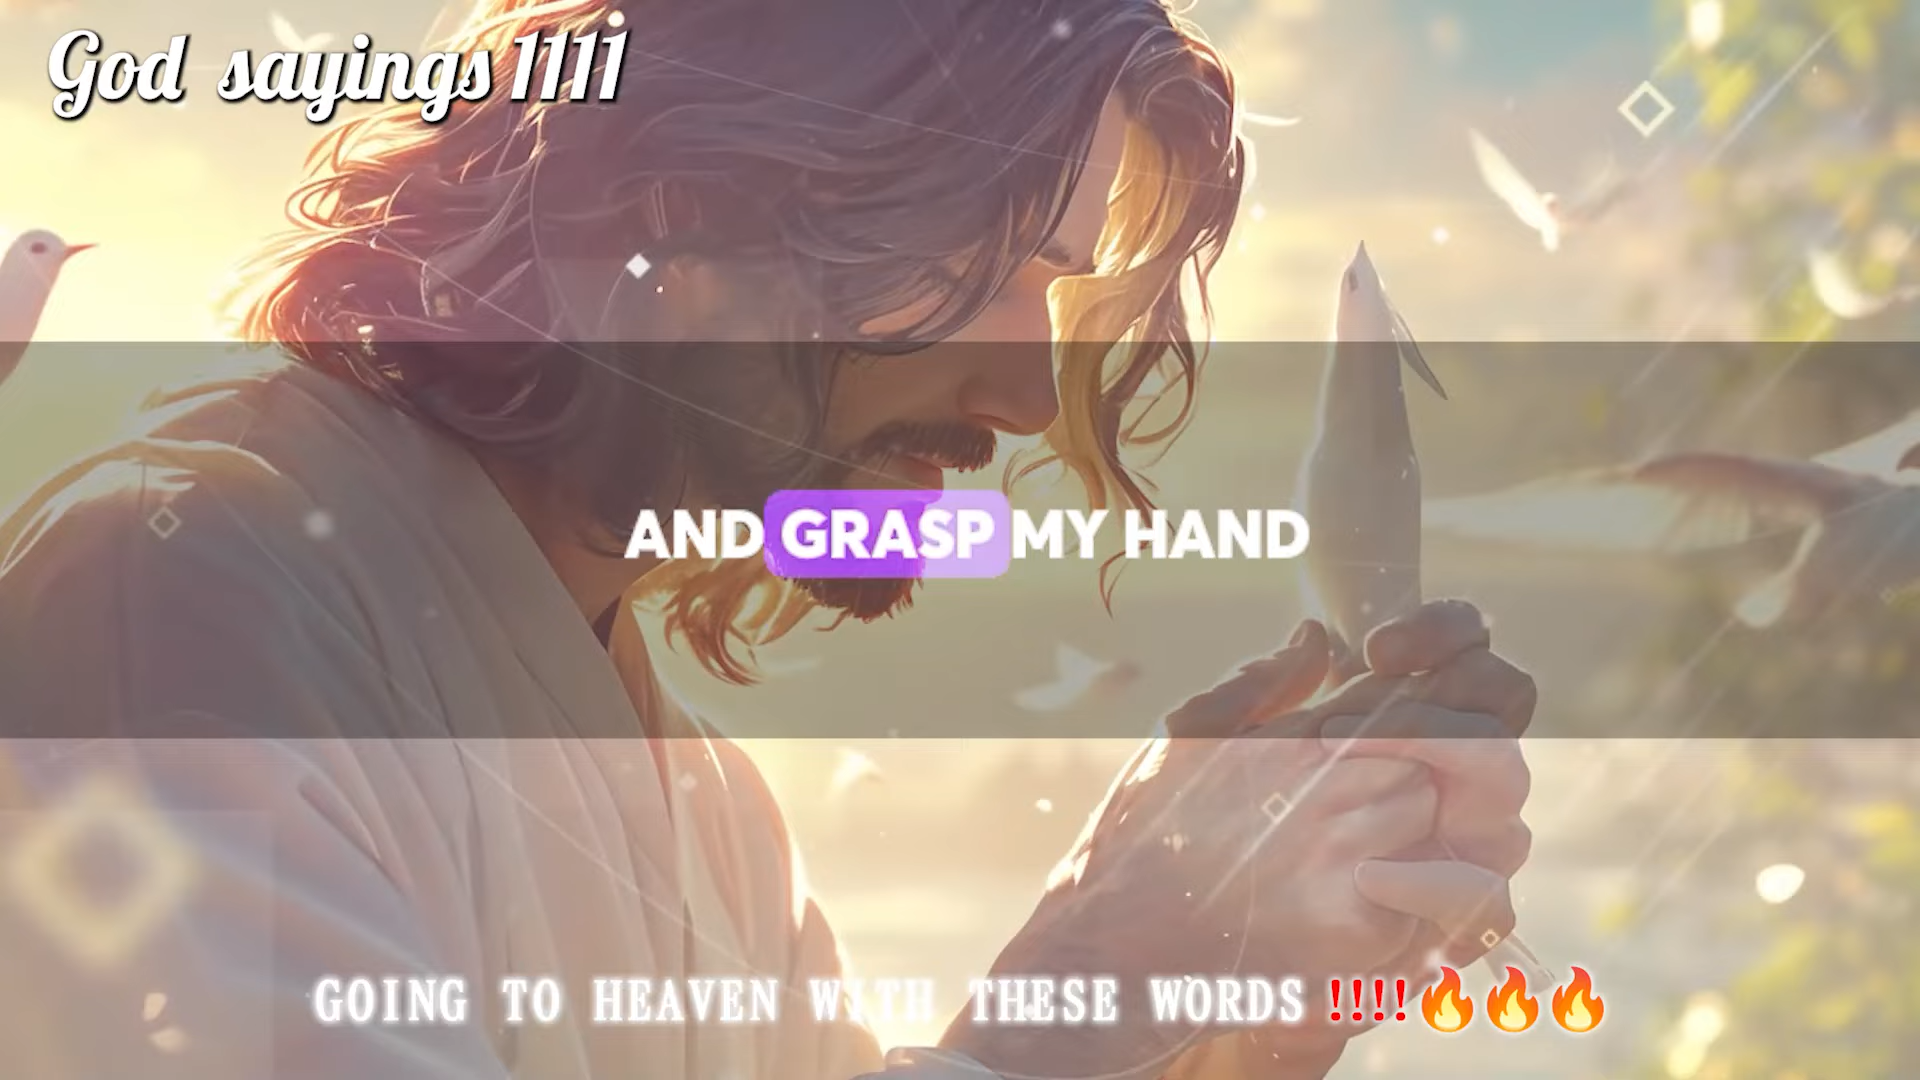 God sayings 1111
AND GRASP MY HAND
GOING TO HEAVEN WITH THESE WORDS !!!!🔥🔥🔥